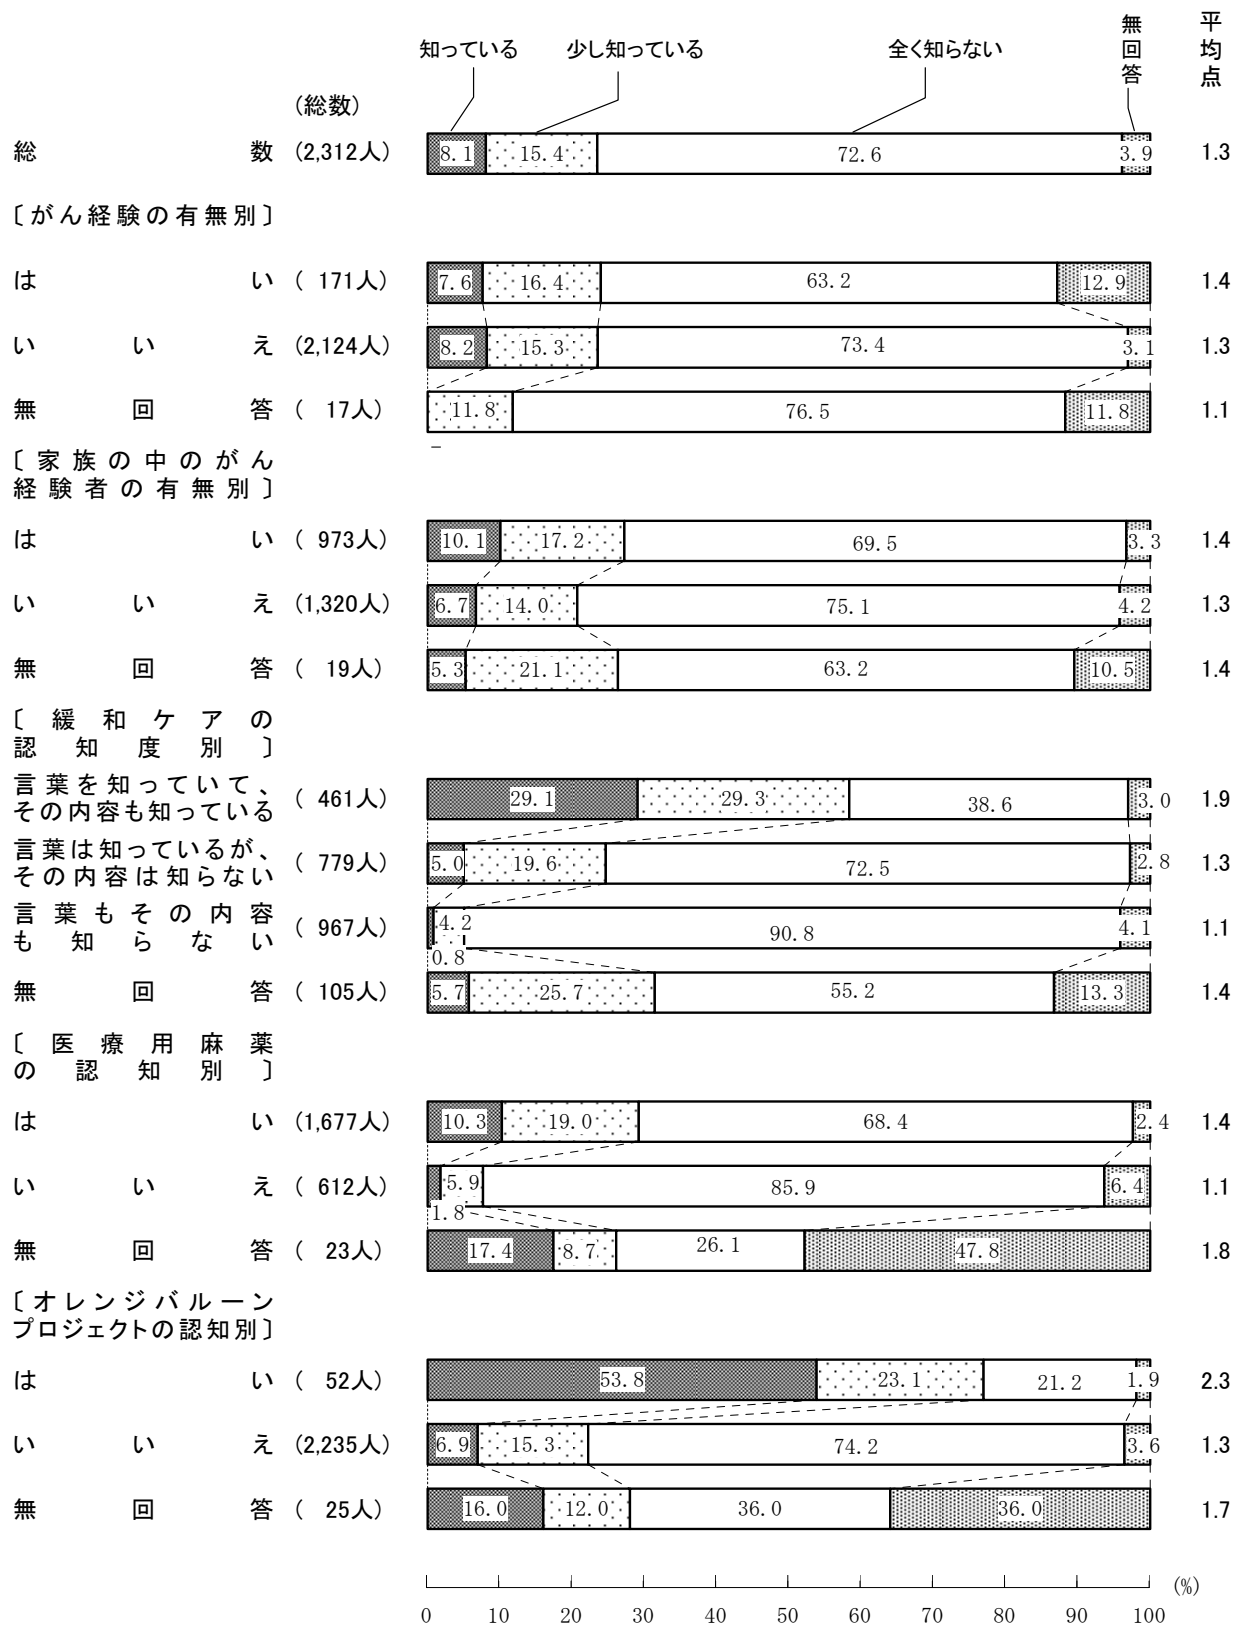 知っている 少し知っている 全く知らない 無回答 平均点
(総数)
総数 (2,312人) 8.1 15.4 72.6 3.9 1.3
〔がん経験の有無別〕
はい ( 171人) 7.6 16.4 63.2 12.9 1.4
いいえ (2,124人) 8.2 15.3 73.4 3.1 1.3
無回答 ( 17人) − 11.8 76.5 11.8 1.1
〔家族の中のがん
経験者の有無別〕
はい ( 973人) 10.1 17.2 69.5 3.3 1.4
いいえ (1,320人) 6.7 14.0 75.1 4.2 1.3
無回答 ( 19人) 5.3 21.1 63.2 10.5 1.4
〔緩和ケアの
認知度別〕
言葉を知っていて、
その内容も知っている ( 461人) 29.1 29.3 38.6 3.0 1.9
言葉は知っているが、
その内容は知らない ( 779人) 5.0 19.6 72.5 2.8 1.3
言葉もその内容
も知らない ( 967人) 0.8 4.2 90.8 4.1 1.1
無回答 ( 105人) 5.7 25.7 55.2 13.3 1.4
〔医療用麻薬
の認知別〕
はい (1,677人) 10.3 19.0 68.4 2.4 1.4
いいえ ( 612人) 1.8 5.9 85.9 6.4 1.1
無回答 ( 23人) 17.4 8.7 26.1 47.8 1.8
〔オレンジバルーン
プロジェクトの認知別〕
はい ( 52人) 53.8 23.1 21.2 1.9 2.3
いいえ (2,235人) 6.9 15.3 74.2 3.6 1.3
無回答 ( 25人) 16.0 12.0 36.0 36.0 1.7
(%)
0 10 20 30 40 50 60 70 80 90 100